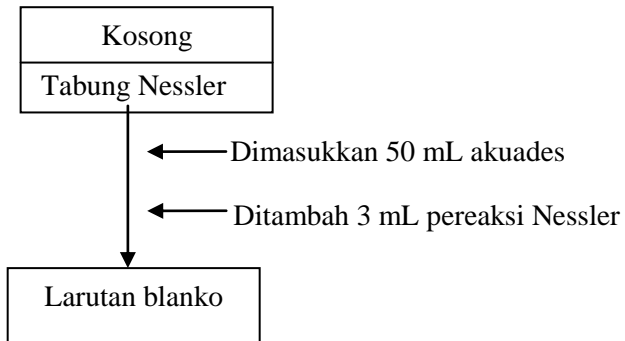 Kosong
Tabung Nessler
Dimasukkan 50 mL akuades
Ditambah 3 mL pereaksi Nessler
Larutan blanko